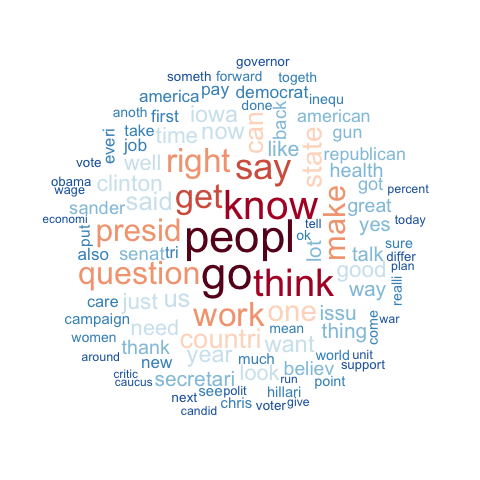 governor
someth forward togeth
america pay democrat
done inequ
anoth first iowa can back american
everi take time now like state gun
job republican
vote well right say health
obama clinton get got percent
wage sander said know make great
economi presid peopl tell yes today
put ok
also senat tri lot talk sure
question go think good differ
plan
care just us way realli
campaign need work one issu come war
women countri want thing
thank year mean
around new much look believ world unit
critic secretari support
caucus see polit run hillari point
next chris voter give
candid